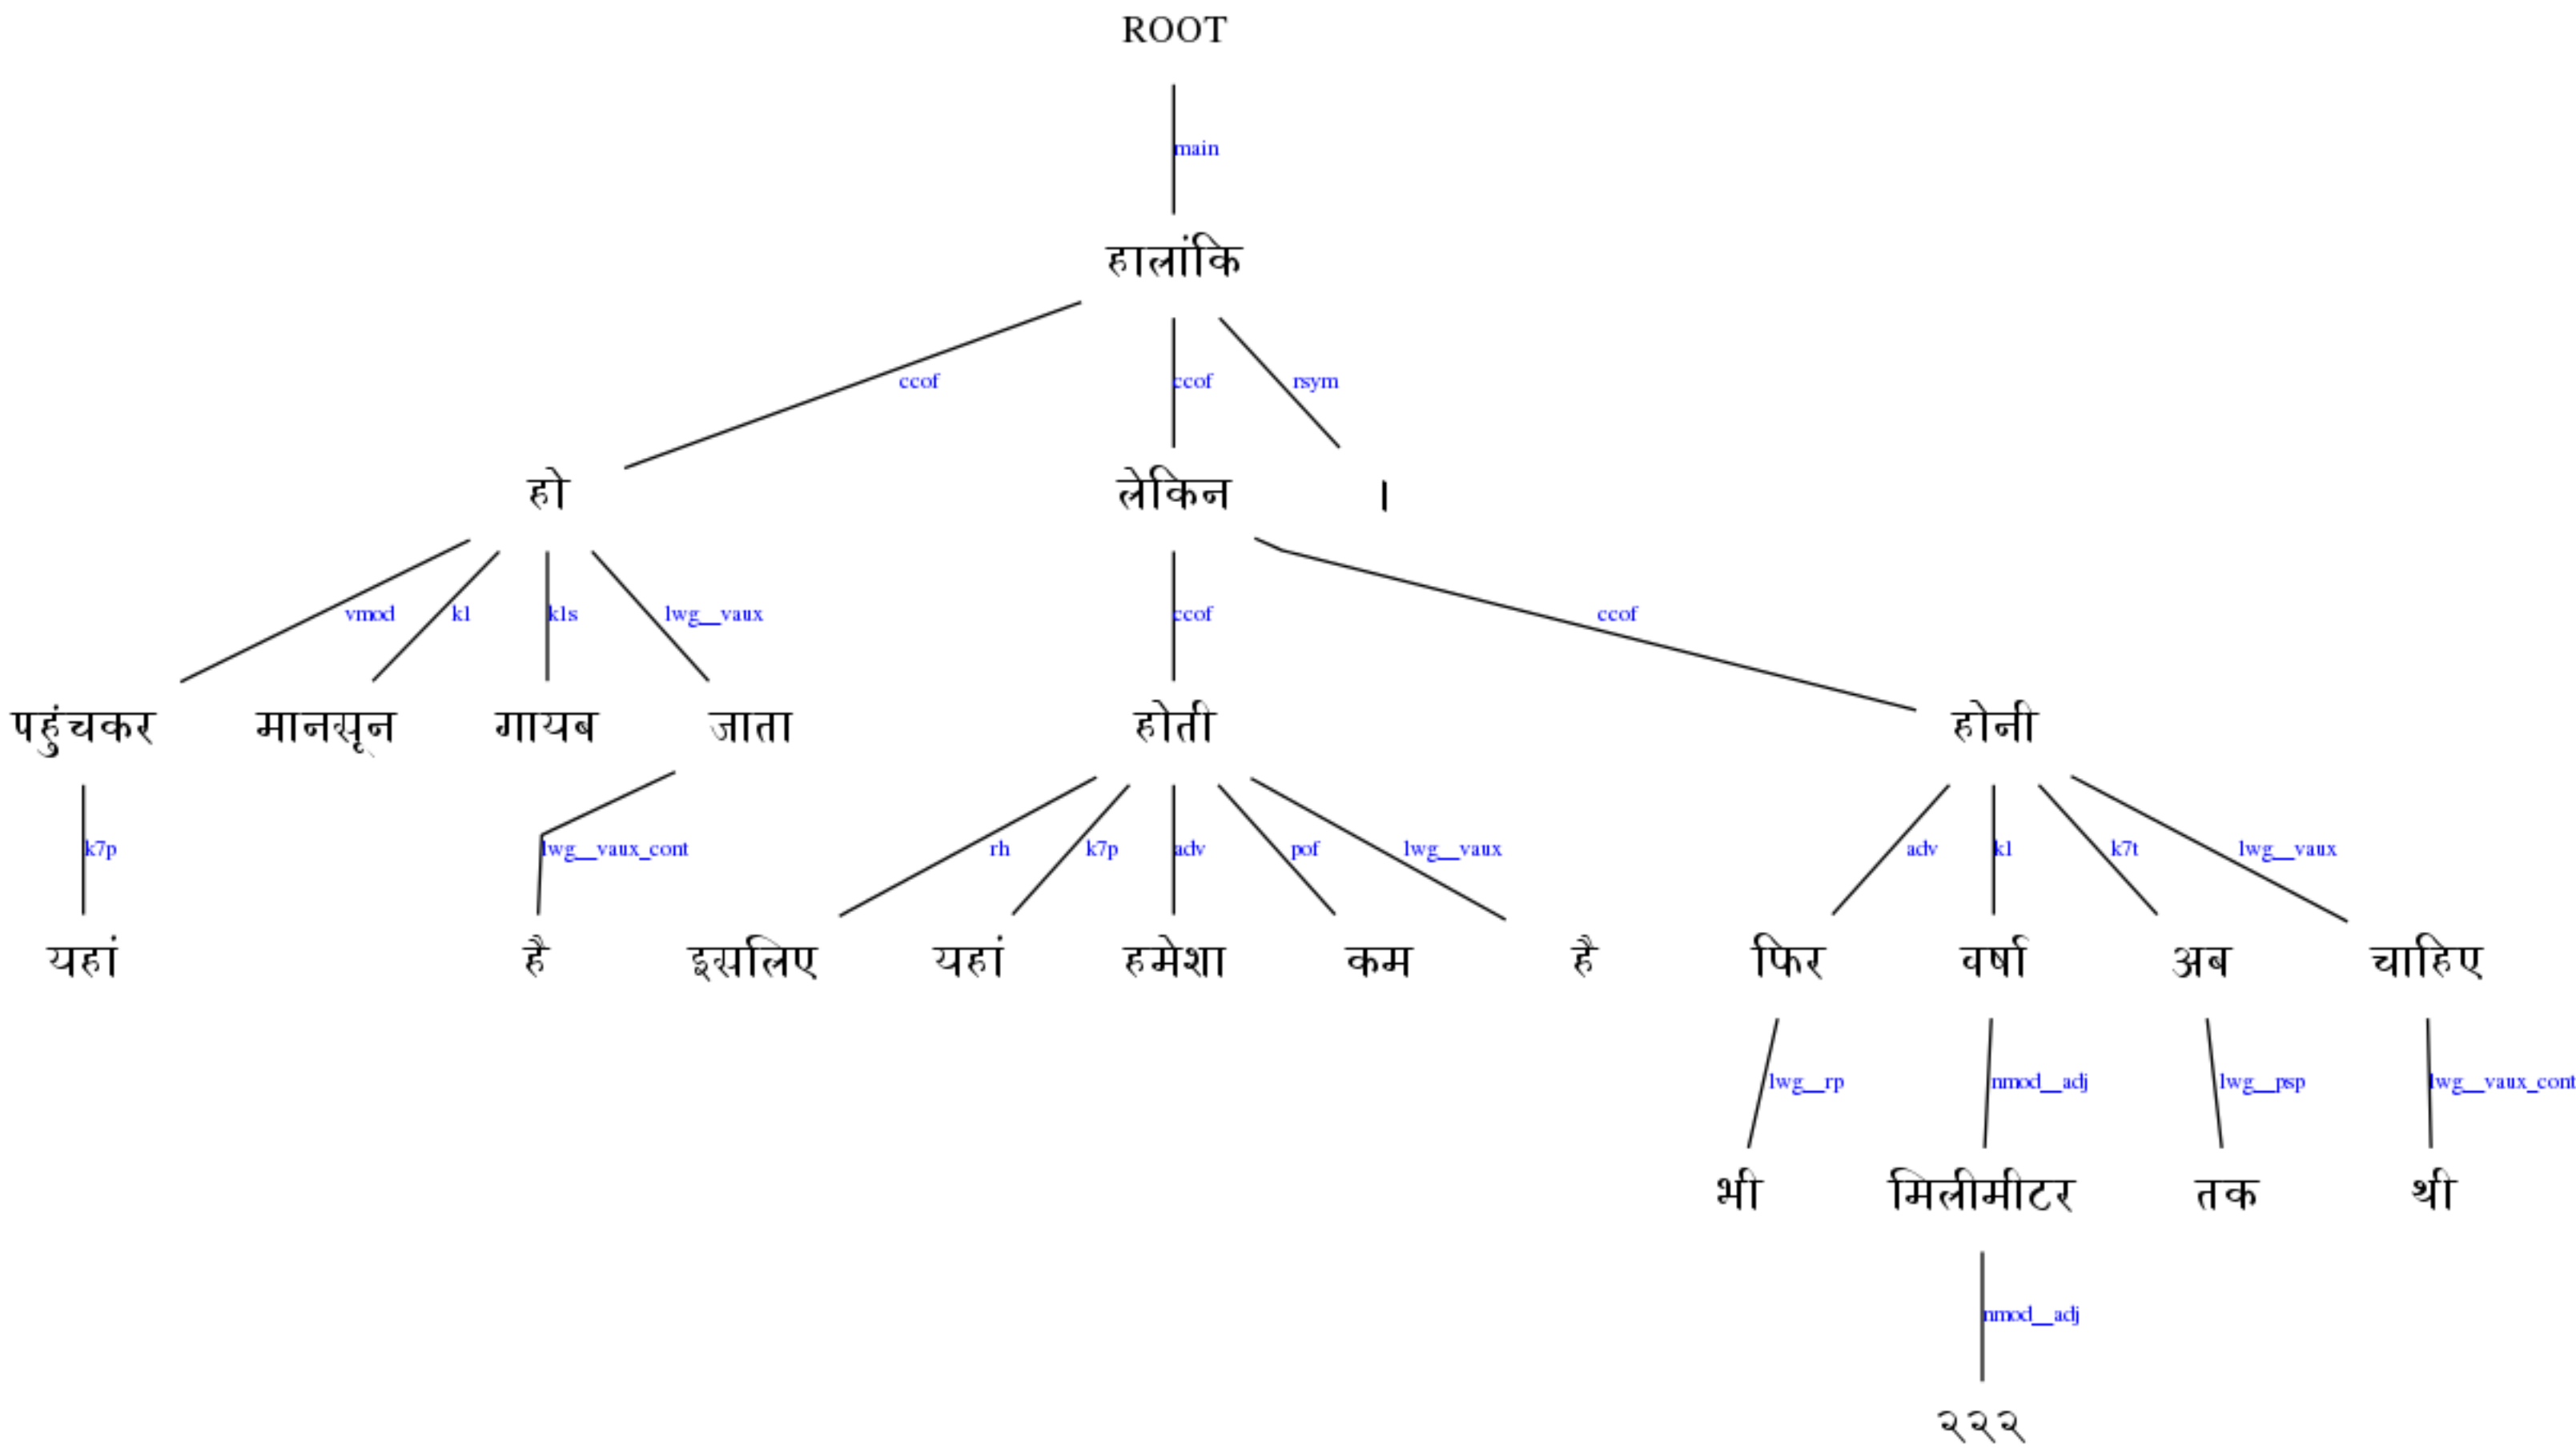 ROOT
main
हालांकि
ccof ccof rsym
हो लेकिन ।
vmod k1 k1s lwg__vaux ccof ccof
पहुंचकर मानसून गायब जाता होती होनी
k7p lwg__vaux_cont rh k7p adv pof lwg__vaux adv k1 k7t lwg__vaux
यहां है इसलिए यहां हमेशा कम है फिर वर्षा अब चाहिए
lwg__rp nmod__adj lwg__psp lwg__vaux_cont
भी मिलीमीटर तक थी
nmod__adj
२२२